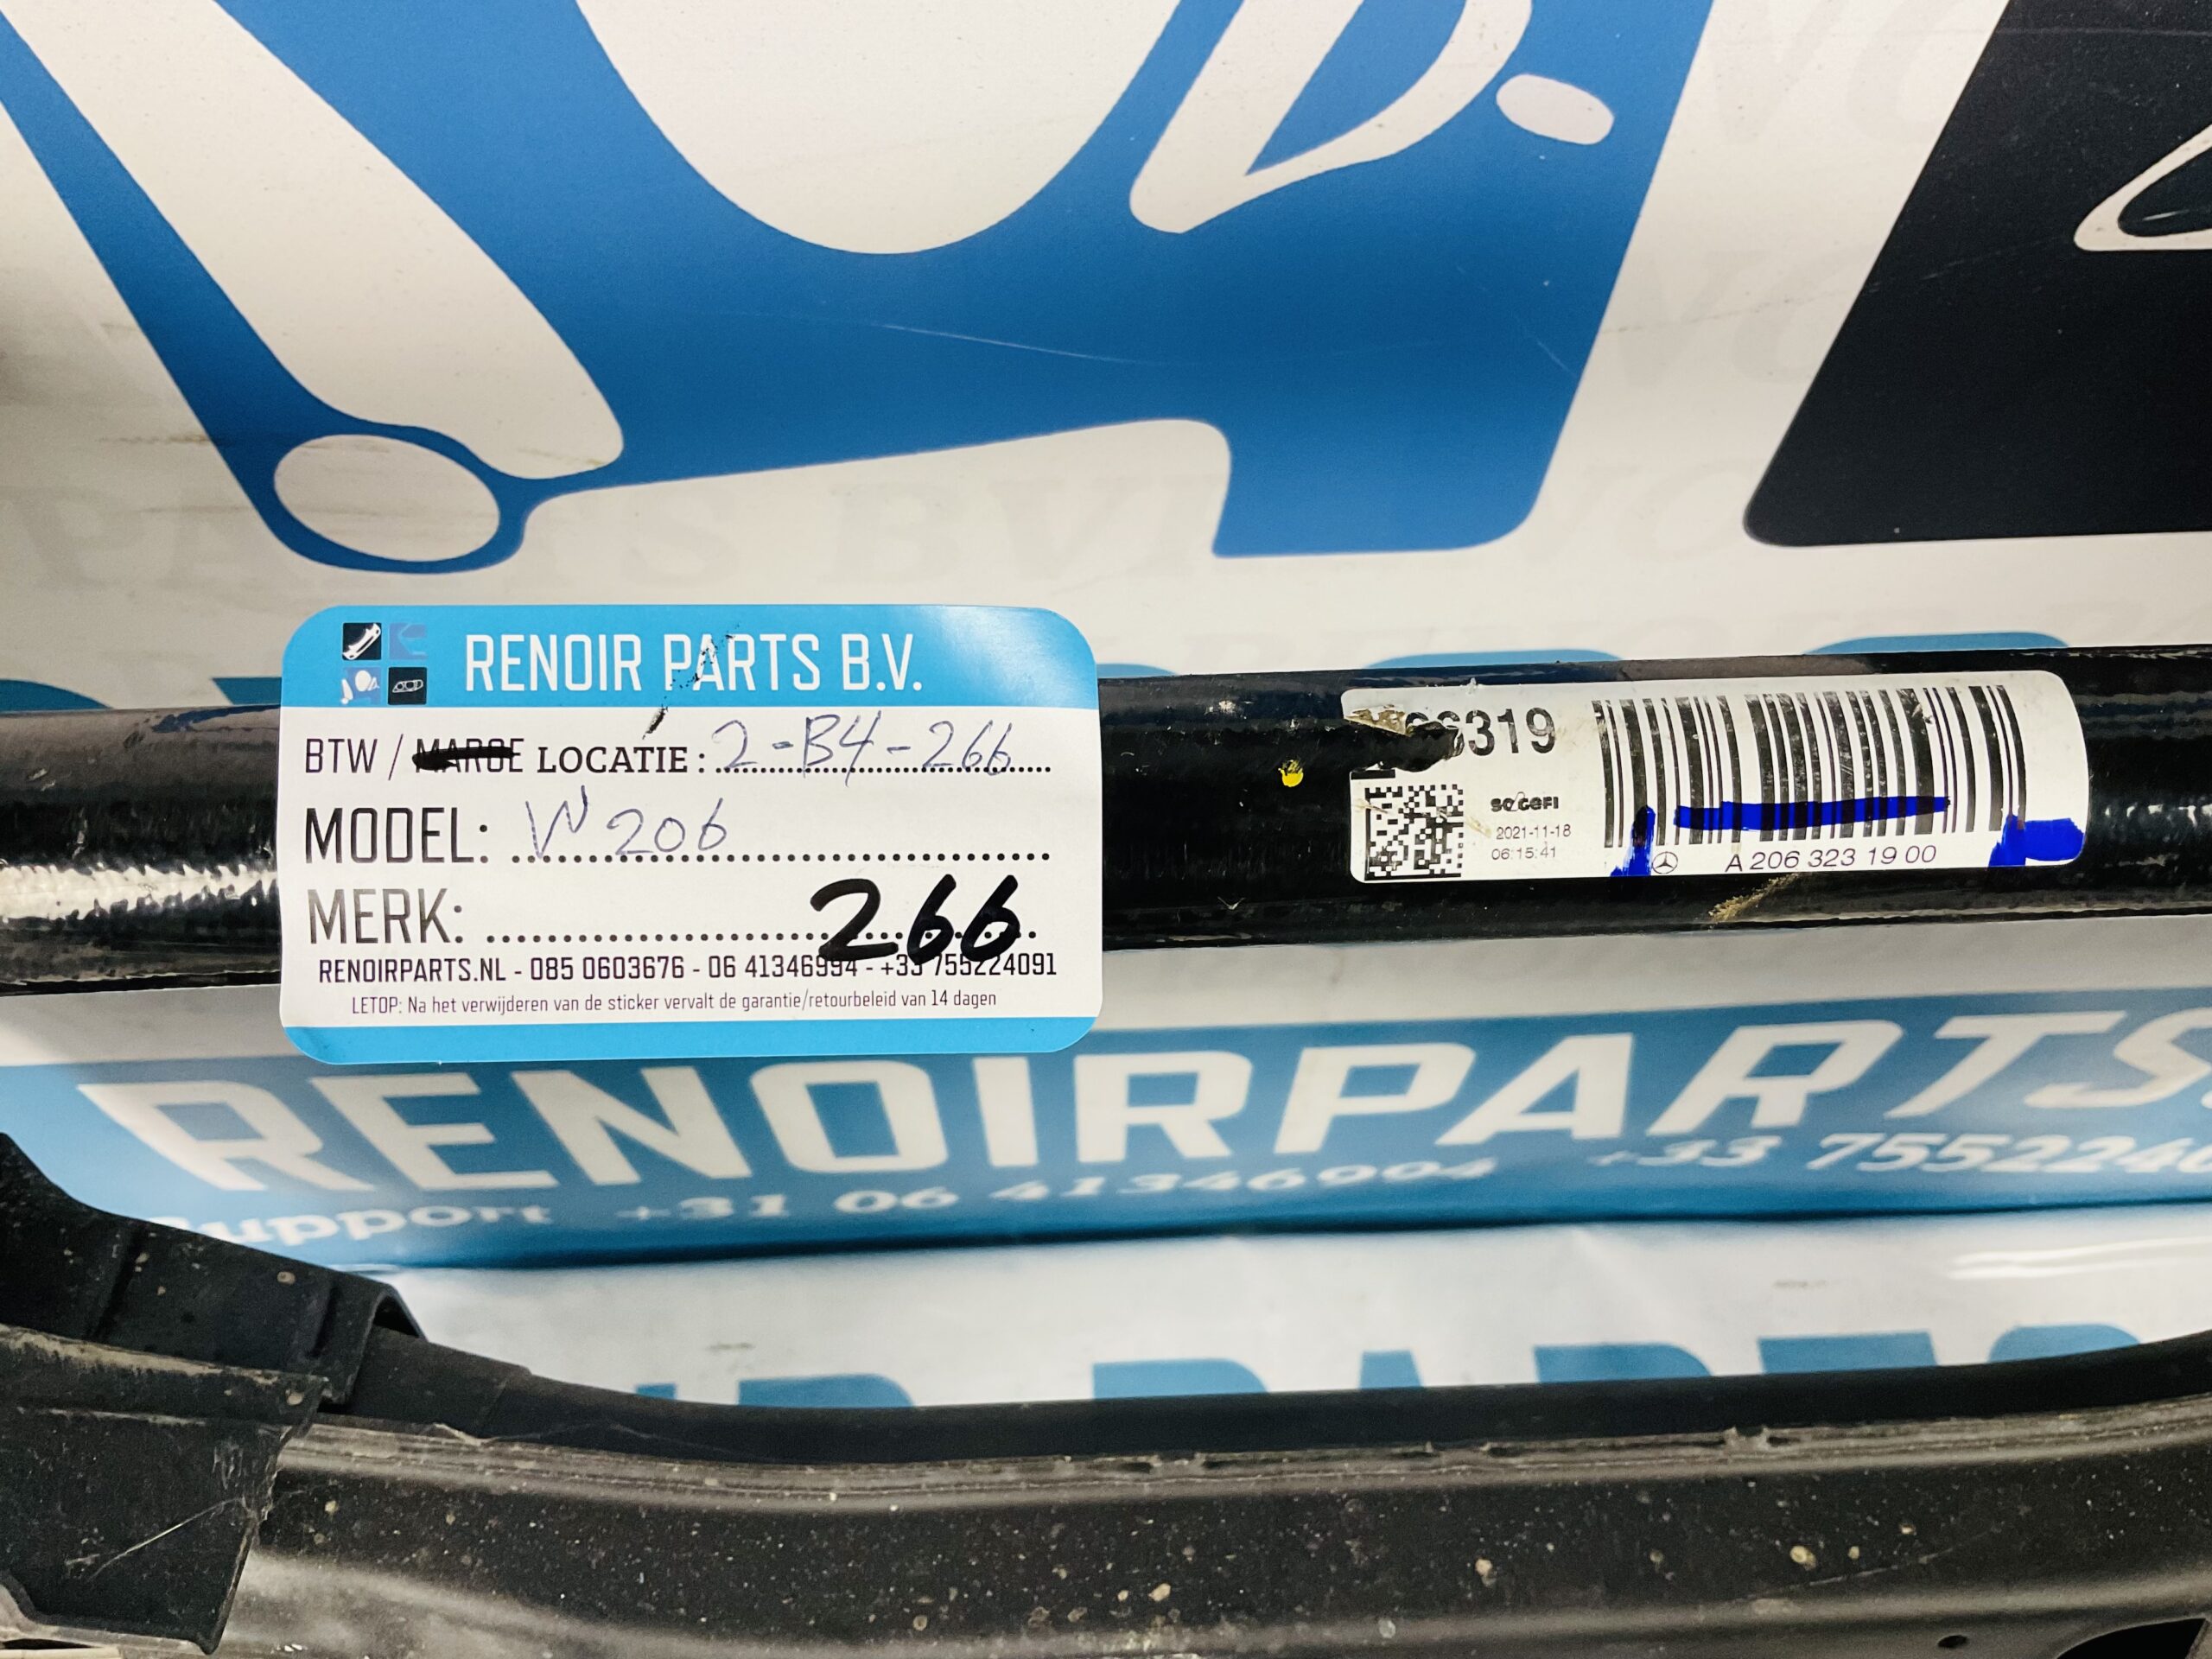 RENOIR PARTS B.V.
BTW / MARGE LOCATIE: 2-B4-266
MODEL: W206
MERK: 266
RENOIRPARTS.NL - 085 0603676 - 06 41346994 - +33 755224091
LETOP: Na het verwijderen van de sticker vervalt de garantie/retourbeleid van 14 dagen
6319
SOGEFI
2021-11-18
06:15:41
A 206 323 19 00
RENOIRPARTS.
Support +31 06 41346994 +33 7552240